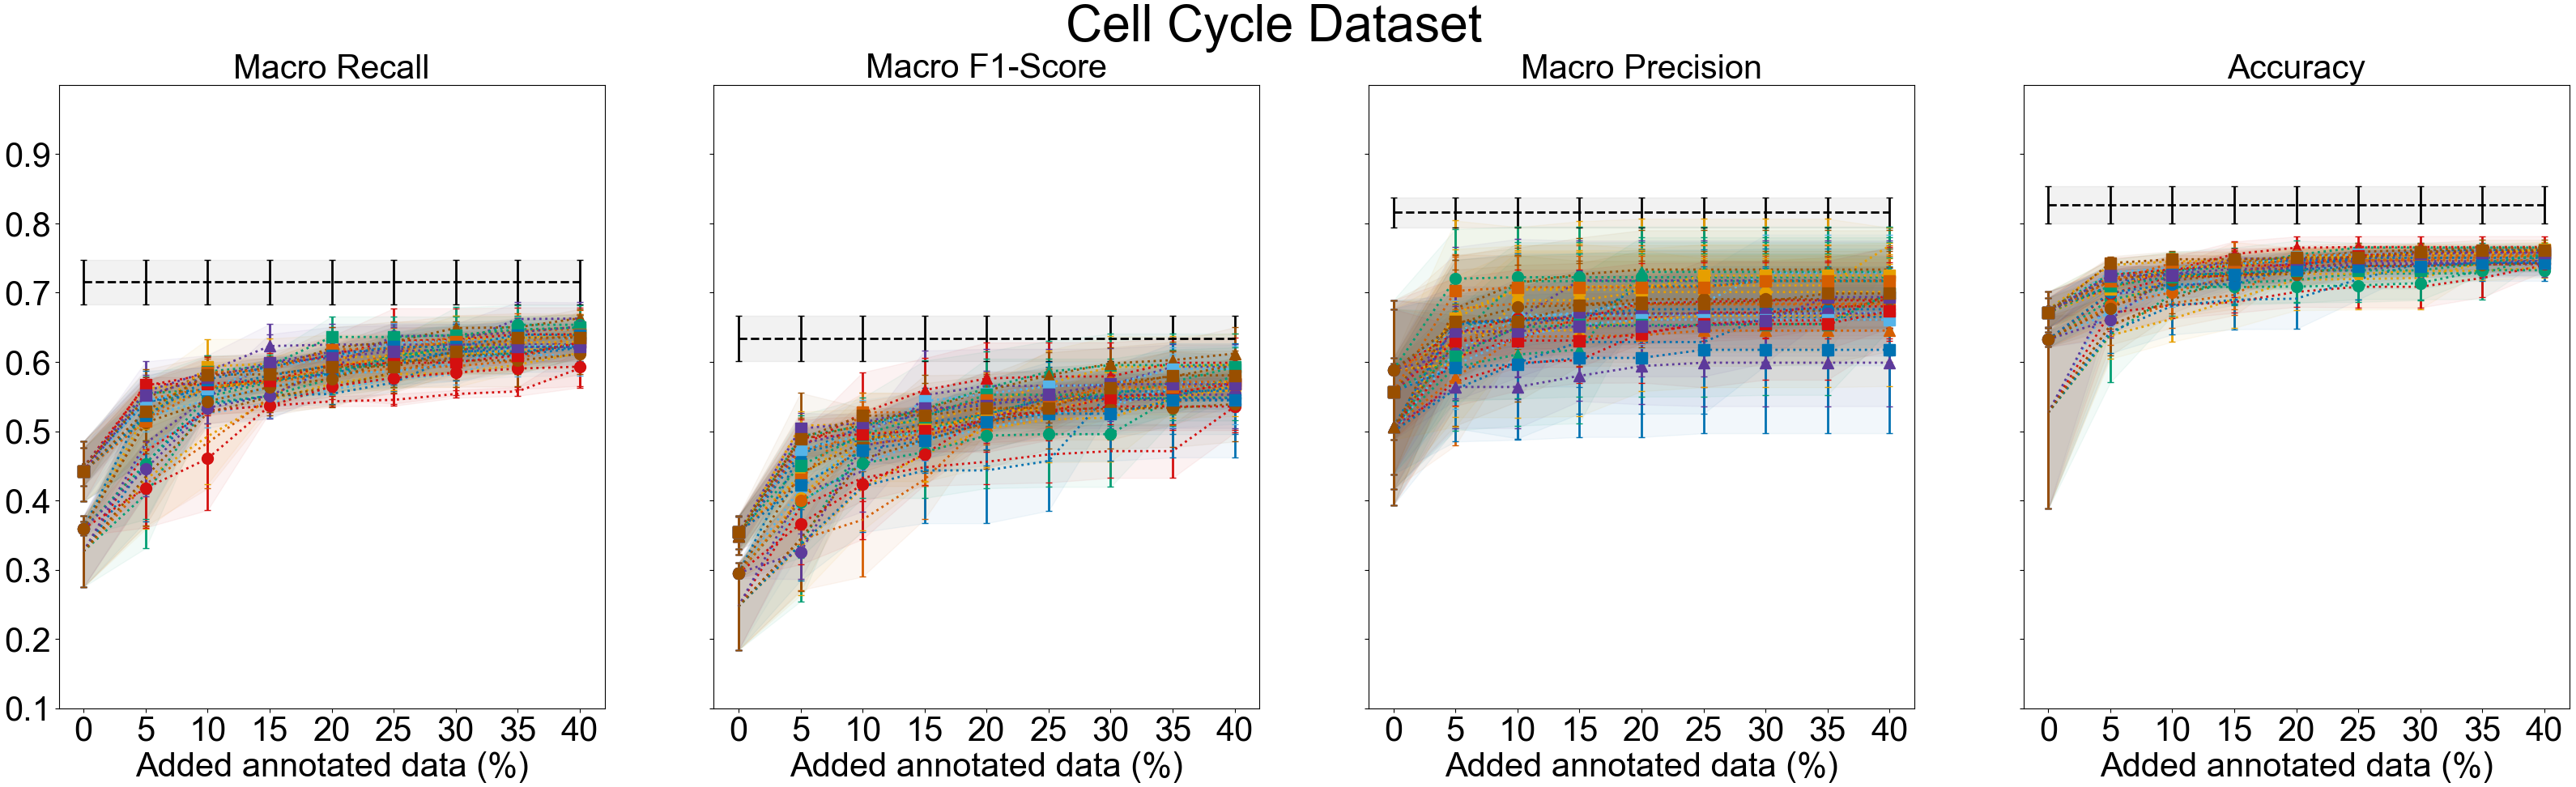 Cell Cycle Dataset
Macro Recall
Macro F1-Score
Macro Precision
Accuracy
0.9
0.8
0.7
0.6
0.5
0.4
0.3
0.2
0.1
0 5 10 15 20 25 30 35 40
0 5 10 15 20 25 30 35 40
0 5 10 15 20 25 30 35 40
0 5 10 15 20 25 30 35 40
Added annotated data (%)
Added annotated data (%)
Added annotated data (%)
Added annotated data (%)